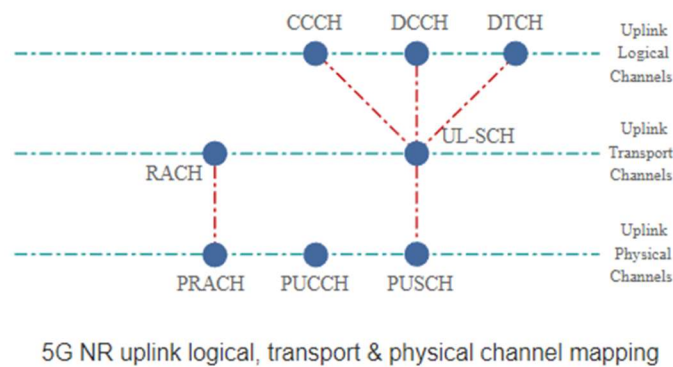 CCCH DCCH DTCH
Uplink
Logical
Channels
UL-SCH
RACH
Uplink
Transport
Channels
Uplink
Physical
Channels
PRACH PUCCH PUSCH
5G NR uplink logical, transport & physical channel mapping